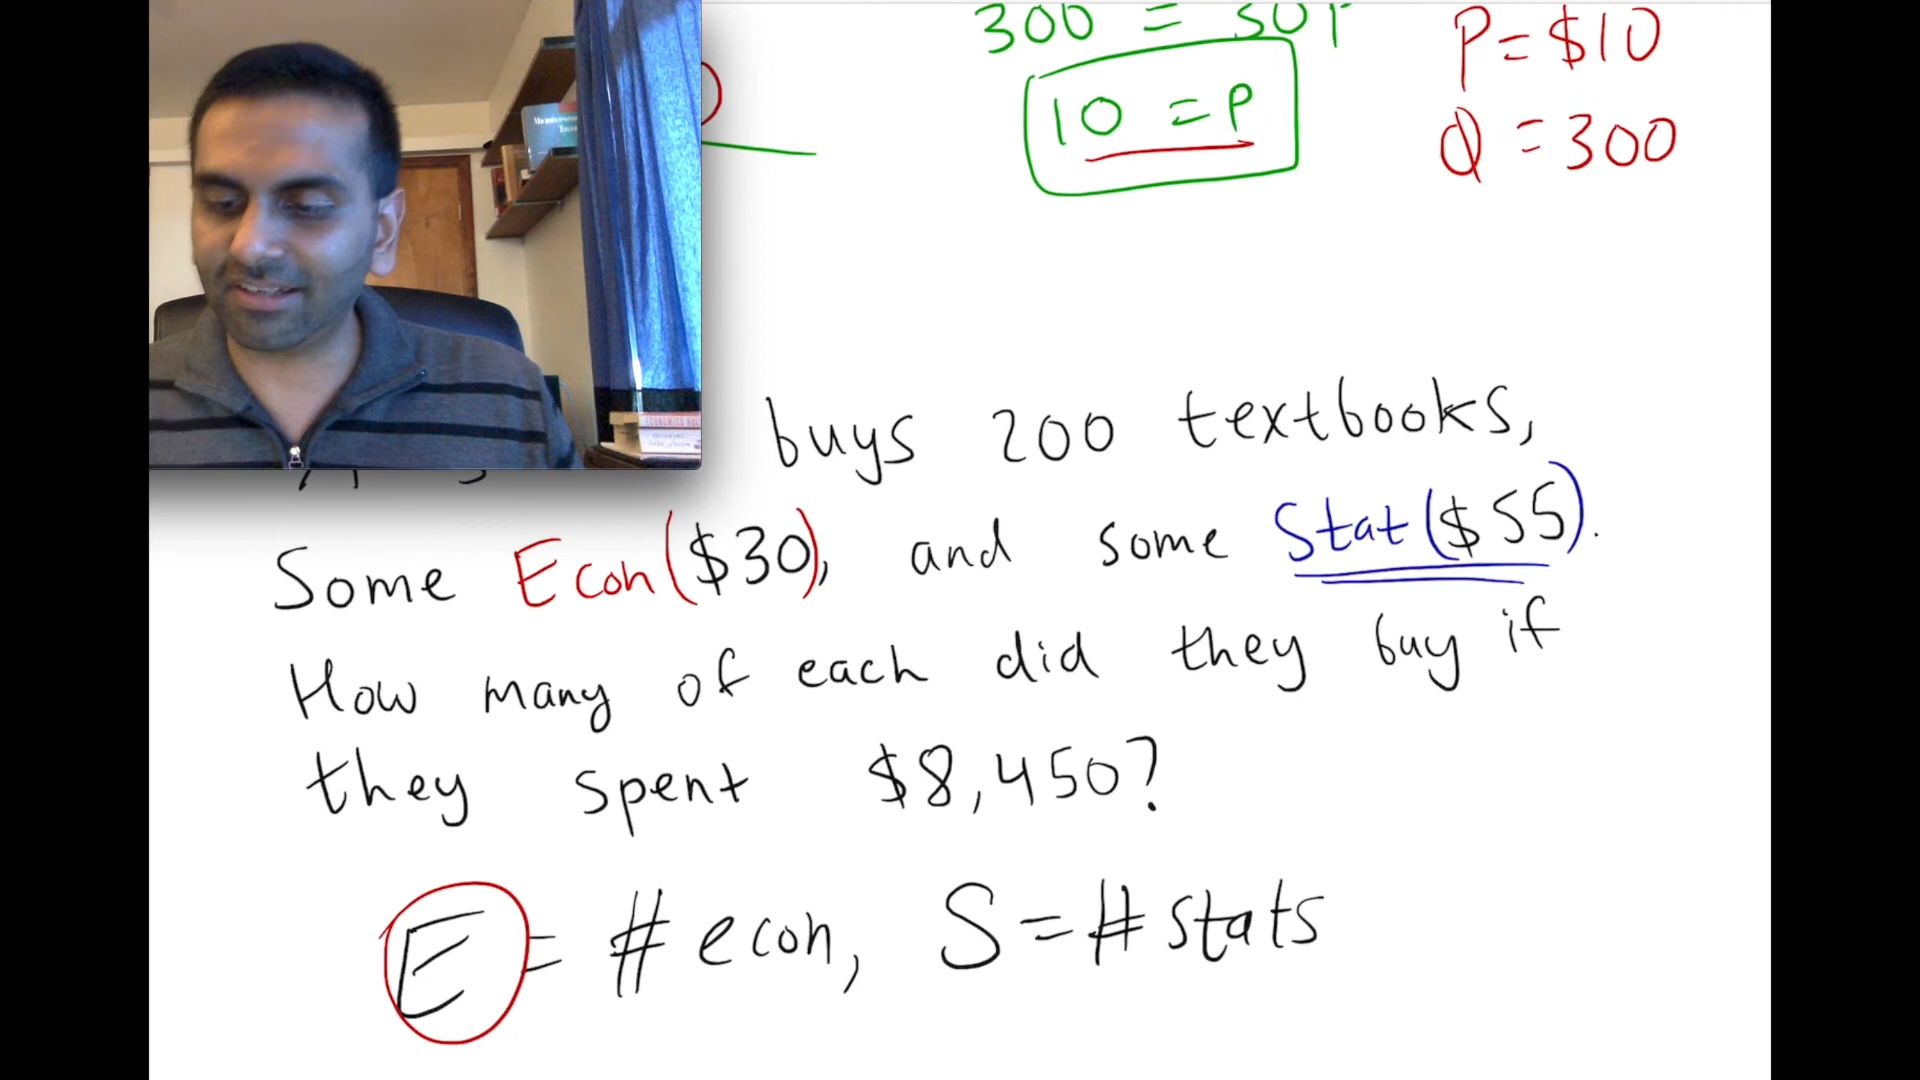 300 = 30P
10 = P
P = $10
Q = 300
buys 200 textbooks,
Some Econ ($30), and some Stat ($55).
How many of each did they buy if
they spent $8,450?
E = # econ, S = # stats